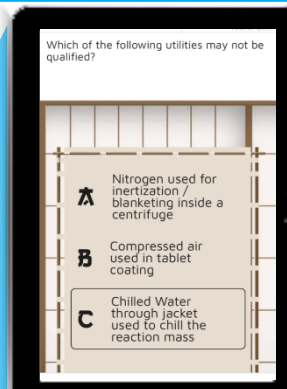 Which of the following utilities may not be
qualified?
A
Nitrogen used for
inertization /
blanketing inside a
centrifuge
B
Compressed air
used in tablet
coating
C
Chilled Water
through jacket
used to chill the
reaction mass